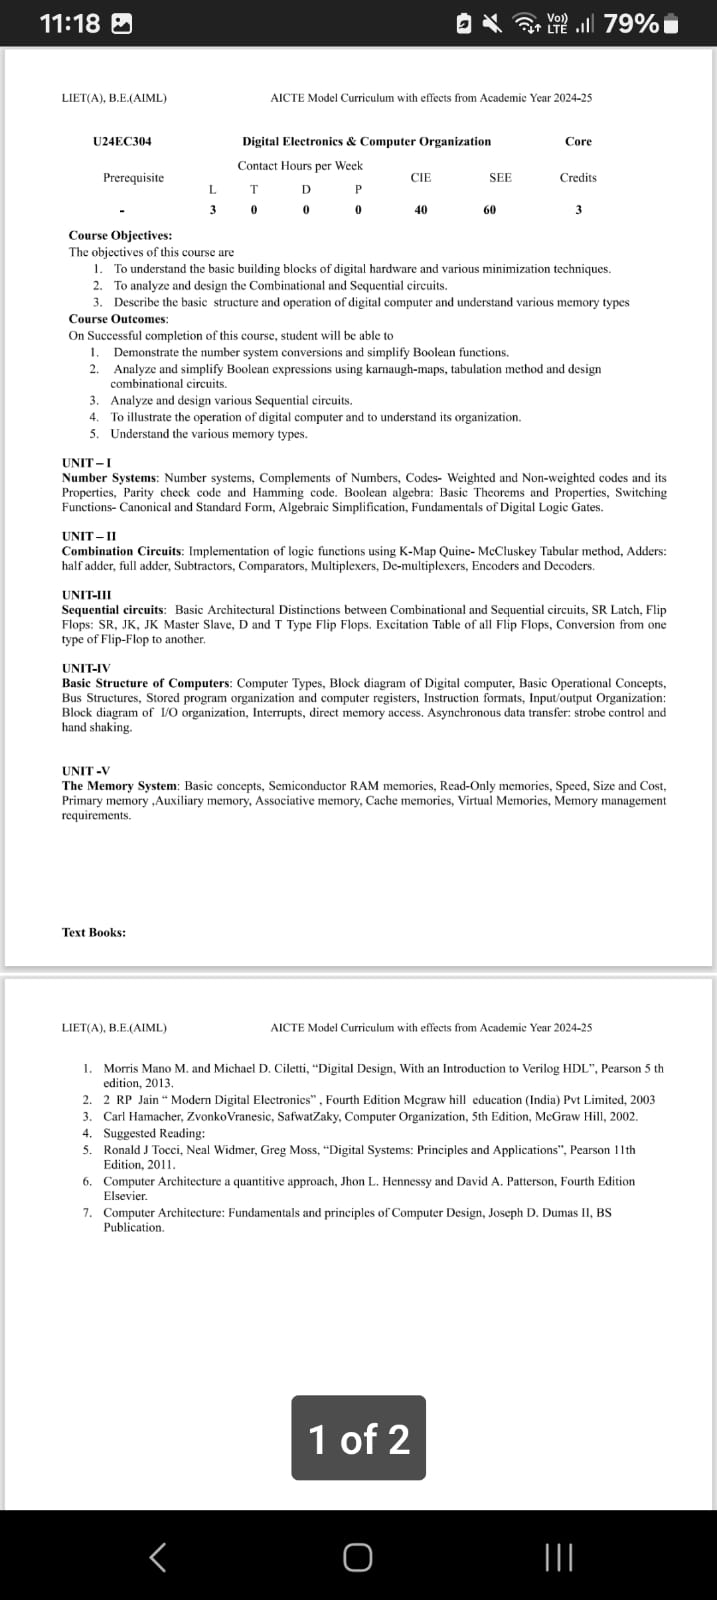 11:18
Vo))
LTE
79%
LIET(A), B.E.(AIML) AICTE Model Curriculum with effects from Academic Year 2024-25
U24EC304 Digital Electronics & Computer Organization Core
Prerequisite Contact Hours per Week CIE SEE Credits
L T D P
- 3 0 0 0 40 60 3
Course Objectives:
The objectives of this course are
1. To understand the basic building blocks of digital hardware and various minimization techniques.
2. To analyze and design the Combinational and Sequential circuits.
3. Describe the basic structure and operation of digital computer and understand various memory types
Course Outcomes:
On Successful completion of this course, student will be able to
1. Demonstrate the number system conversions and simplify Boolean functions.
2. Analyze and simplify Boolean expressions using karnaugh-maps, tabulation method and design
combinational circuits.
3. Analyze and design various Sequential circuits.
4. To illustrate the operation of digital computer and to understand its organization.
5. Understand the various memory types.
UNIT – I
Number Systems: Number systems, Complements of Numbers, Codes- Weighted and Non-weighted codes and its
Properties, Parity check code and Hamming code. Boolean algebra: Basic Theorems and Properties, Switching
Functions- Canonical and Standard Form, Algebraic Simplification, Fundamentals of Digital Logic Gates.
UNIT – II
Combination Circuits: Implementation of logic functions using K-Map Quine- McCluskey Tabular method, Adders:
half adder, full adder, Subtractors, Comparators, Multiplexers, De-multiplexers, Encoders and Decoders.
UNIT-III
Sequential circuits: Basic Architectural Distinctions between Combinational and Sequential circuits, SR Latch, Flip
Flops: SR, JK, JK Master Slave, D and T Type Flip Flops. Excitation Table of all Flip Flops, Conversion from one
type of Flip-Flop to another.
UNIT-IV
Basic Structure of Computers: Computer Types, Block diagram of Digital computer, Basic Operational Concepts,
Bus Structures, Stored program organization and computer registers, Instruction formats, Input/output Organization:
Block diagram of I/O organization, Interrupts, direct memory access. Asynchronous data transfer: strobe control and
hand shaking.
UNIT -V
The Memory System: Basic concepts, Semiconductor RAM memories, Read-Only memories, Speed, Size and Cost,
Primary memory ,Auxiliary memory, Associative memory, Cache memories, Virtual Memories, Memory management
requirements.
Text Books:
LIET(A), B.E.(AIML) AICTE Model Curriculum with effects from Academic Year 2024-25
1. Morris Mano M. and Michael D. Ciletti, “Digital Design, With an Introduction to Verilog HDL”, Pearson 5 th
edition, 2013.
2. 2 RP Jain “ Modern Digital Electronics” , Fourth Edition Mcgraw hill education (India) Pvt Limited, 2003
3. Carl Hamacher, ZvonkoVranesic, SafwatZaky, Computer Organization, 5th Edition, McGraw Hill, 2002.
4. Suggested Reading:
5. Ronald J Tocci, Neal Widmer, Greg Moss, “Digital Systems: Principles and Applications”, Pearson 11th
Edition, 2011.
6. Computer Architecture a quantitive approach, Jhon L. Hennessy and David A. Patterson, Fourth Edition
Elsevier.
7. Computer Architecture: Fundamentals and principles of Computer Design, Joseph D. Dumas II, BS
Publication.
1 of 2